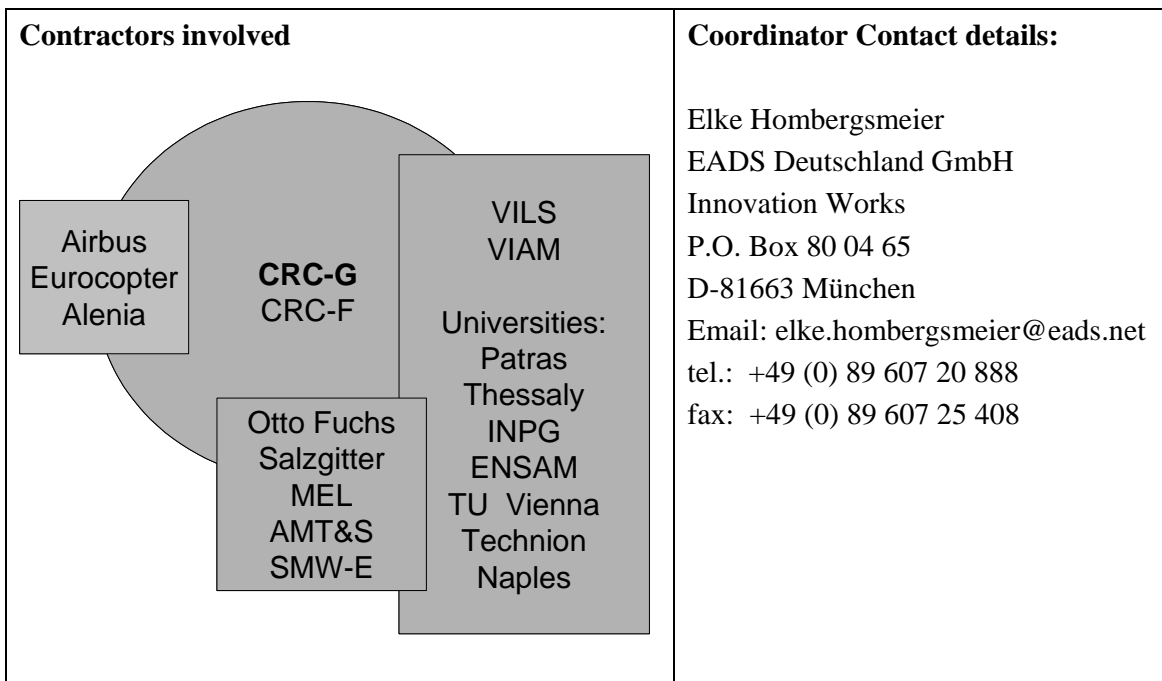 Contractors involved
Airbus
Eurocopter
Alenia
CRC-G
CRC-F
VILS
VIAM
Universities:
Patras
Thessaly
INPG
ENSAM
TU Vienna
Technion
Naples
Otto Fuchs
Salzgitter
MEL
AMT&S
SMW-E
Coordinator Contact details:
Elke Hombergsmeier
EADS Deutschland GmbH
Innovation Works
P.O. Box 80 04 65
D-81663 München
Email: elke.hombergsmeier@eads.net
tel.: +49 (0) 89 607 20 888
fax: +49 (0) 89 607 25 408